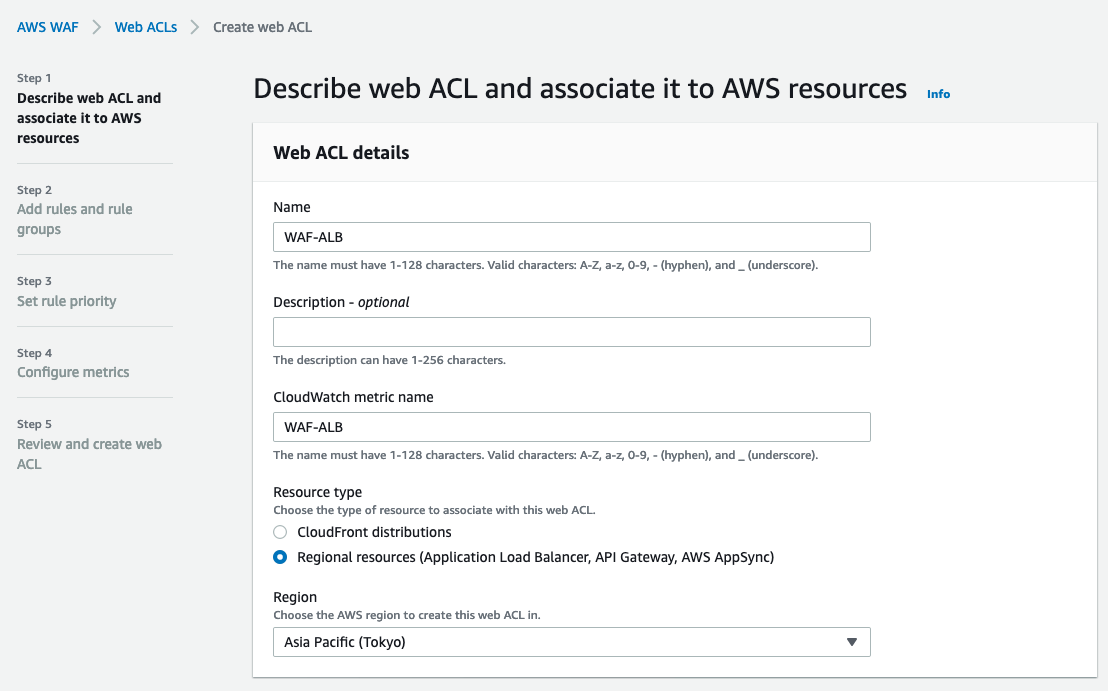 AWS WAF > Web ACLs > Create web ACL
Step 1
Describe web ACL and
associate it to AWS
resources
Step 2
Add rules and rule
groups
Step 3
Set rule priority
Step 4
Configure metrics
Step 5
Review and create web
ACL
Describe web ACL and associate it to AWS resources Info
Web ACL details
Name
WAF-ALB
The name must have 1-128 characters. Valid characters: A-Z, a-z, 0-9, - (hyphen), and _ (underscore).
Description - optional
The description can have 1-256 characters.
CloudWatch metric name
WAF-ALB
The name must have 1-128 characters. Valid characters: A-Z, a-z, 0-9, - (hyphen), and _ (underscore).
Resource type
Choose the type of resource to associate with this web ACL.
CloudFront distributions
Regional resources (Application Load Balancer, API Gateway, AWS AppSync)
Region
Choose the AWS region to create this web ACL in.
Asia Pacific (Tokyo)